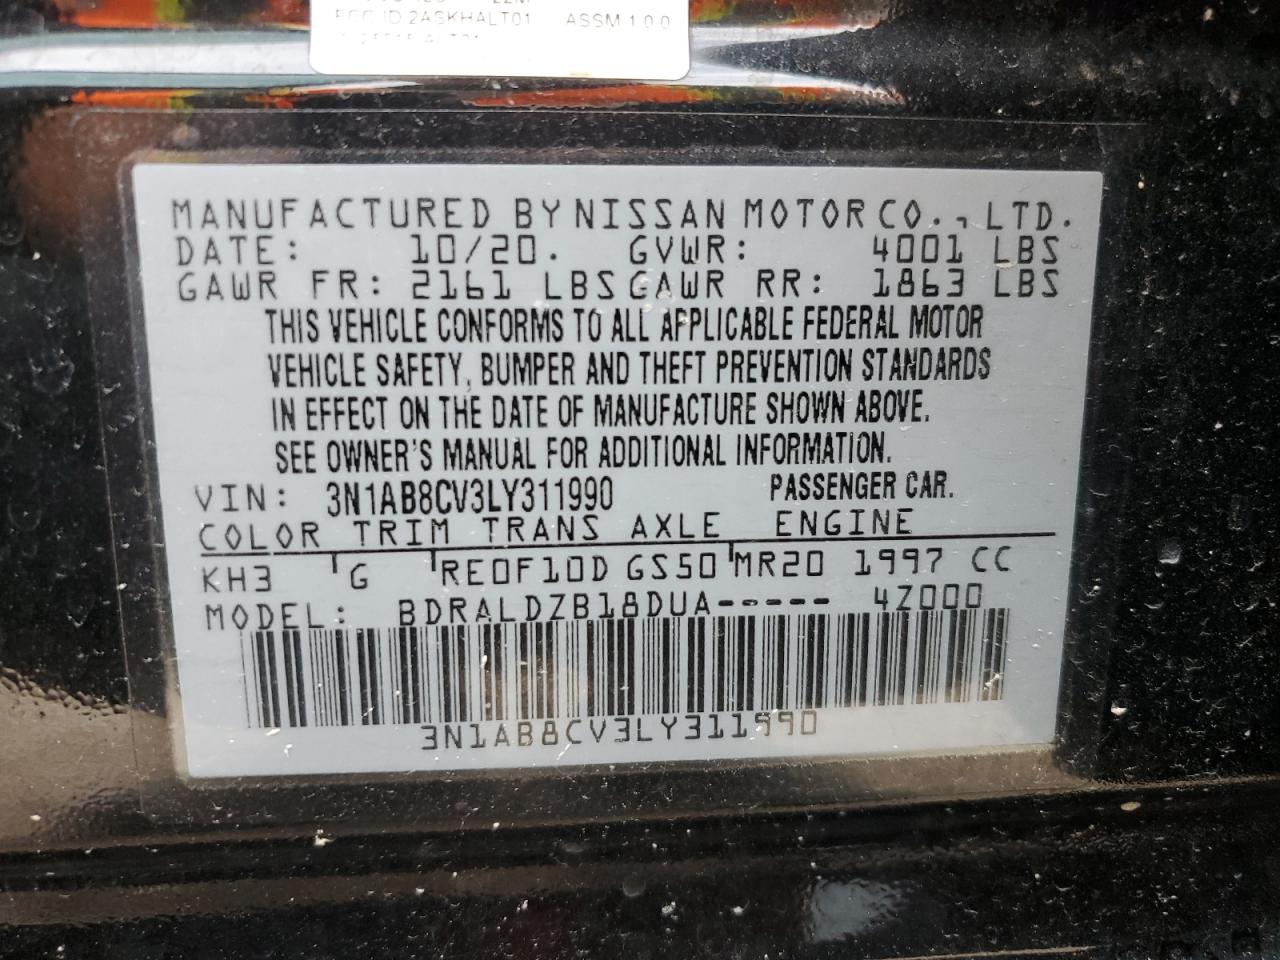 FCC ID 2ASKHALT01 ASSM 1.0.0
MANUFACTURED BY NISSAN MOTOR CO., LTD.
DATE: 10/20. GVWR: 4001 LBS
GAWR FR: 2161 LBS GAWR RR: 1863 LBS
THIS VEHICLE CONFORMS TO ALL APPLICABLE FEDERAL MOTOR
VEHICLE SAFETY, BUMPER AND THEFT PREVENTION STANDARDS
IN EFFECT ON THE DATE OF MANUFACTURE SHOWN ABOVE.
SEE OWNER'S MANUAL FOR ADDITIONAL INFORMATION.
VIN: 3N1AB8CV3LY311990 PASSENGER CAR.
COLOR TRIM TRANS AXLE ENGINE
KH3 G RE0F10D GS50 MR20 1997 CC
MODEL: BDRALDZB18DUA----- 4Z000
3N1AB8CV3LY311990